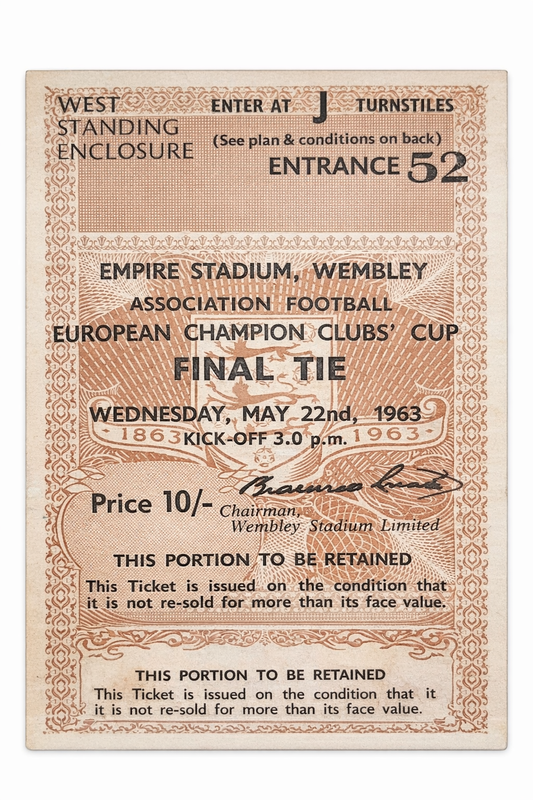 WEST
STANDING
ENCLOSURE
ENTER AT J TURNSTILES
(See plan & conditions on back)
ENTRANCE 52
EMPIRE STADIUM, WEMBLEY
ASSOCIATION FOOTBALL
EUROPEAN CHAMPION CLUBS' CUP
FINAL TIE
WEDNESDAY, MAY 22nd, 1963
1863 KICK-OFF 3.0 p.m. 1963
Price 10/-
Chairman,
Wembley Stadium Limited
THIS PORTION TO BE RETAINED
This Ticket is issued on the condition that
it is not re-sold for more than its face value.
THIS PORTION TO BE RETAINED
This Ticket is issued on the condition that it
it is not re-sold for more than its face value.